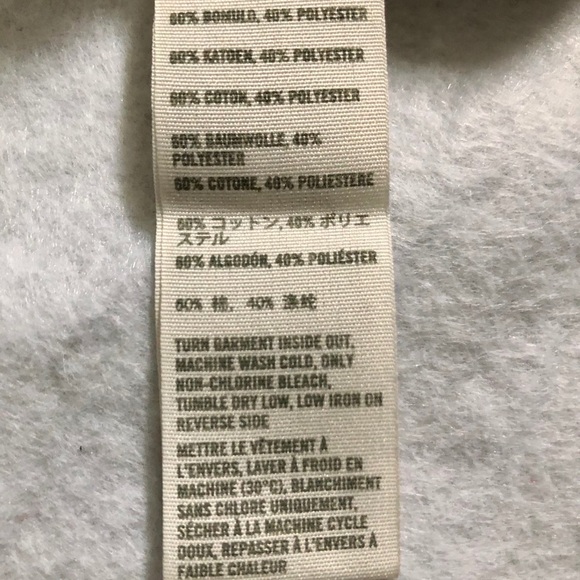 60% BOMULD, 40% POLYESTER
60% KATOEN, 40% POLYESTER
60% COTON, 40% POLYESTER
60% BAUMWOLLE, 40%
POLYESTER
60% COTONE, 40% POLIESTERE
60% コットン, 40% ポリエ
ステル
60% ALGODÓN, 40% POLIÉSTER
60% 棉, 40% 涤纶
TURN GARMENT INSIDE OUT,
MACHINE WASH COLD, ONLY
NON-CHLORINE BLEACH,
TUMBLE DRY LOW, LOW IRON ON
REVERSE SIDE
METTRE LE VÊTEMENT À
L'ENVERS, LAVER À FROID EN
MACHINE (30°C), BLANCHIMENT
SANS CHLORE UNIQUEMENT,
SÉCHER À LA MACHINE CYCLE
DOUX, REPASSER À L'ENVERS À
FAIBLE CHALEUR